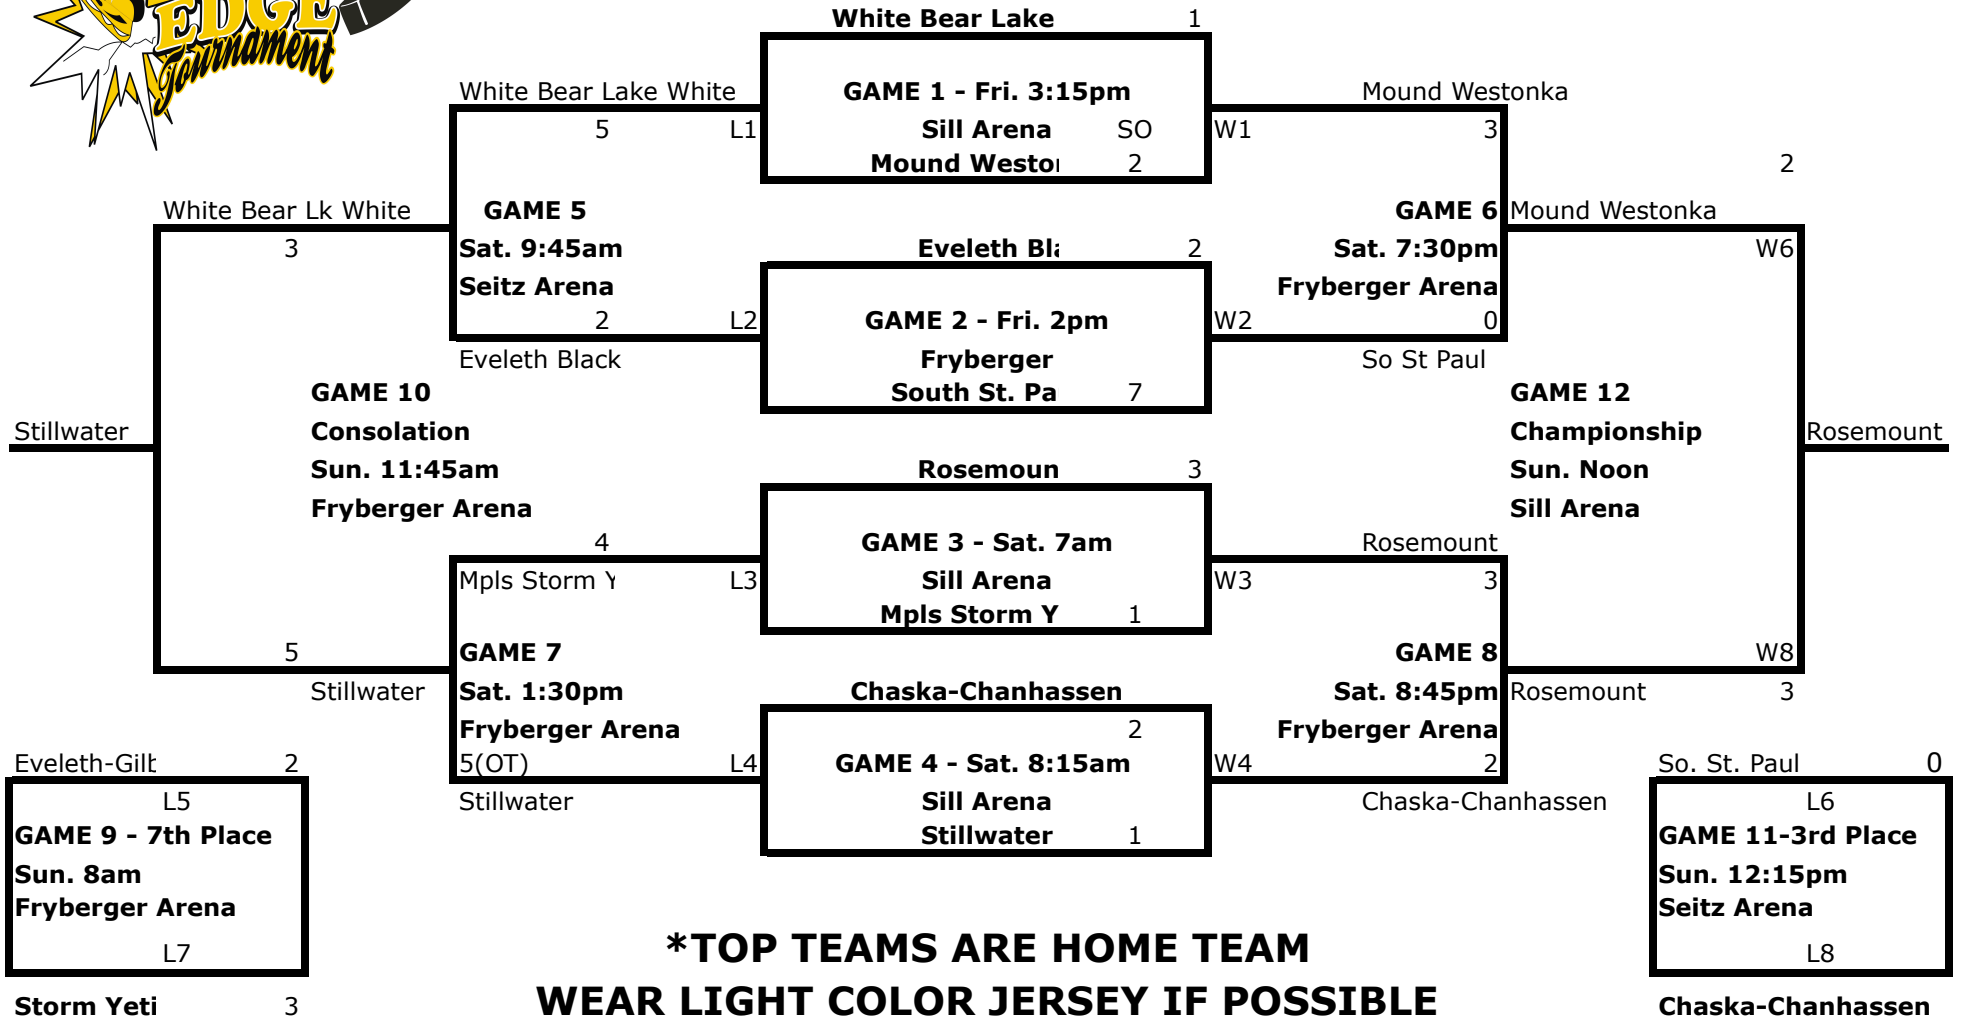 EDGE
Tournament
White Bear Lake 1
White Bear Lake White GAME 1 - Fri. 3:15pm Mound Westonka
5 L1 Sill Arena SO W1 3
Mound Westo 2 2
White Bear Lk White GAME 5 GAME 6 Mound Westonka
3 Sat. 9:45am Eveleth Bla 2 Sat. 7:30pm W6
Seitz Arena Fryberger Arena
2 L2 GAME 2 - Fri. 2pm W2 0
Eveleth Black Fryberger So St Paul
GAME 10 South St. Pa 7 GAME 12
Stillwater Consolation Championship Rosemount
Sun. 11:45am Rosemoun 3 Sun. Noon
Fryberger Arena Sill Arena
4 GAME 3 - Sat. 7am Rosemount
Mpls Storm Y L3 Sill Arena W3 3
Mpls Storm Y 1
5 GAME 7 GAME 8 W8
Stillwater Sat. 1:30pm Chaska-Chanhassen Sat. 8:45pm Rosemount 3
Fryberger Arena 2 Fryberger Arena
Eveleth-Gilb 2 5(OT) L4 GAME 4 - Sat. 8:15am W4 2 So. St. Paul 0
L5 Stillwater Sill Arena Chaska-Chanhassen L6
GAME 9 - 7th Place Stillwater 1 GAME 11-3rd Place
Sun. 8am Sun. 12:15pm
Fryberger Arena Seitz Arena
L7 *TOP TEAMS ARE HOME TEAM L8
Storm Yeti 3 WEAR LIGHT COLOR JERSEY IF POSSIBLE Chaska-Chanhassen